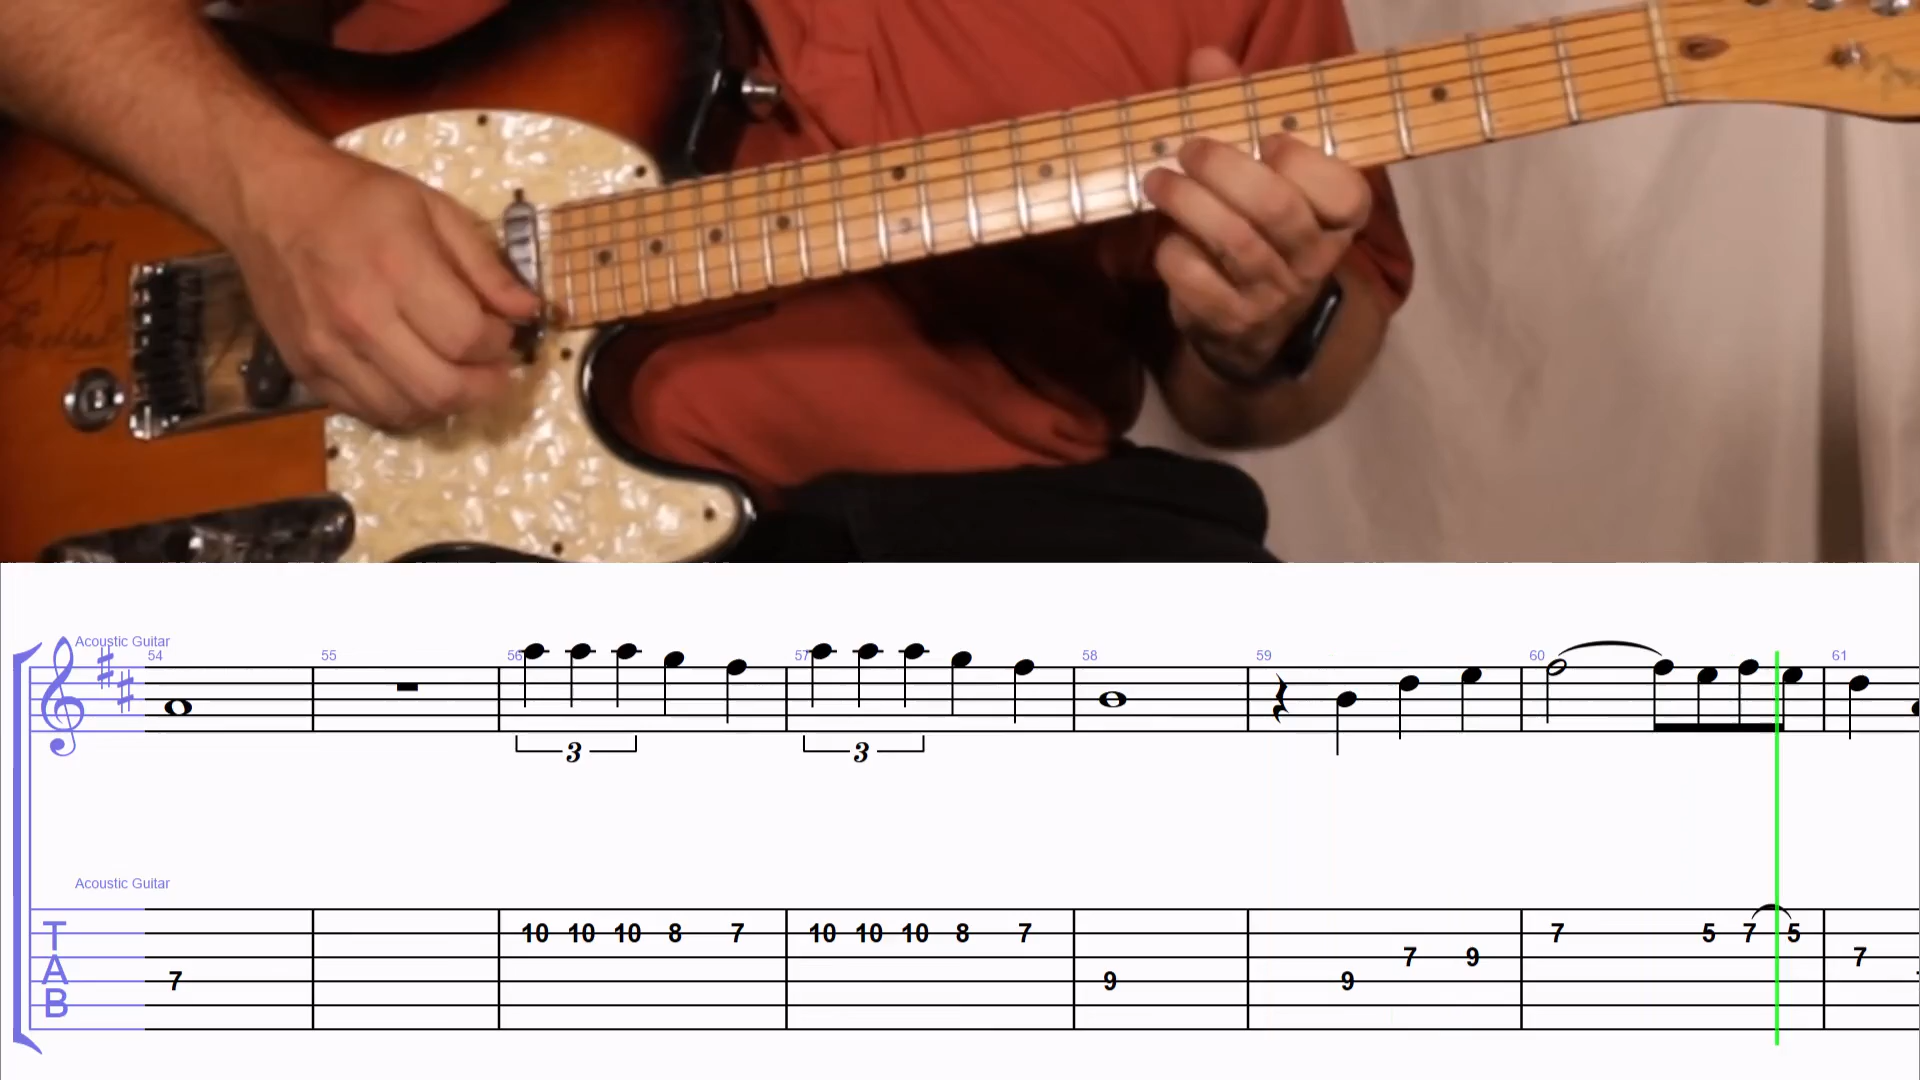 Acoustic Guitar
54 55 56 57 58 59 60 61
3 3
Acoustic Guitar
T
A
B
10 10 10 8 7 10 10 10 8 7 7 5 7 5
7 9 7
7 9 9